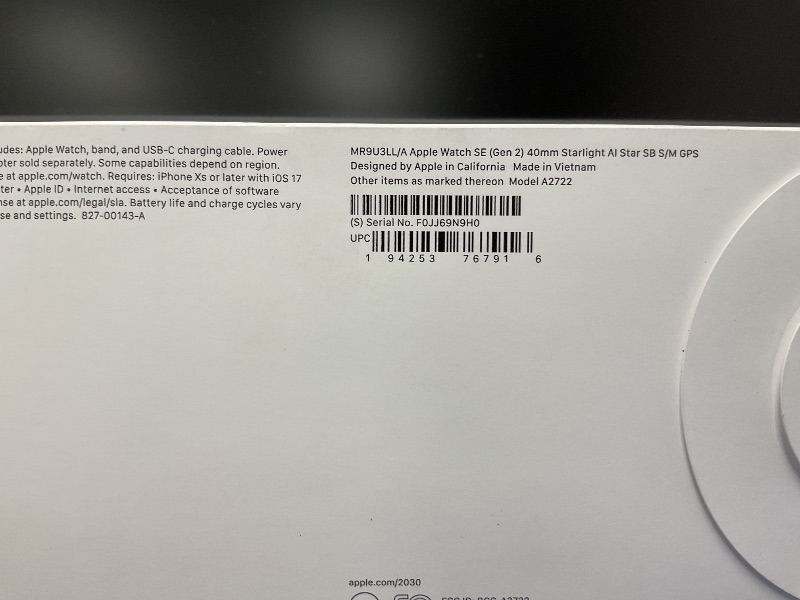 udes: Apple Watch, band, and USB-C charging cable. Power
pter sold separately. Some capabilities depend on region.
e at apple.com/watch. Requires: iPhone Xs or later with iOS 17
ter • Apple ID • Internet access • Acceptance of software
nse at apple.com/legal/sla. Battery life and charge cycles vary
se and settings. 827-00143-A
MR9U3LL/A Apple Watch SE (Gen 2) 40mm Starlight Al Star SB S/M GPS
Designed by Apple in California Made in Vietnam
Other items as marked thereon Model A2722
(S) Serial No. F0JJ69N9H0
UPC
1 94253 76791 6
apple.com/2030